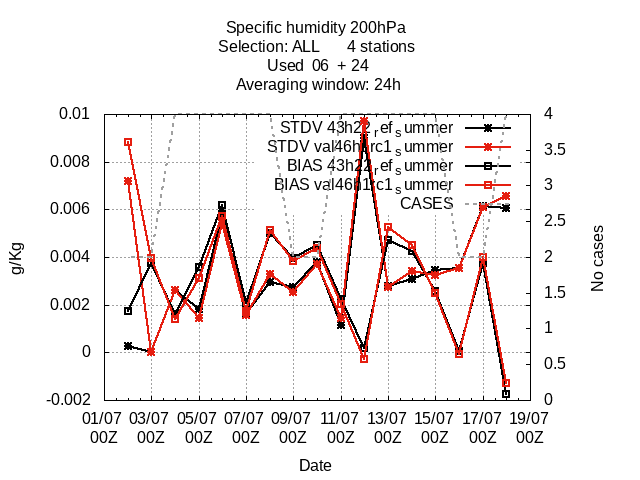 Specific humidity 200hPa
Selection: ALL 4 stations
Used 06 + 24
Averaging window: 24h
0.01
0.008
0.006
0.004
0.002
0
-0.002
g/Kg
4
3.5
3
2.5
2
1.5
1
0.5
0
No cases
STDV 43h22_ref_summer
STDV val46h1rc1_summer
BIAS 43h22_ref_summer
BIAS val46h1rc1_summer
CASES
01/07 03/07 05/07 07/07 09/07 11/07 13/07 15/07 17/07 19/07
00Z 00Z 00Z 00Z 00Z 00Z 00Z 00Z 00Z 00Z
Date